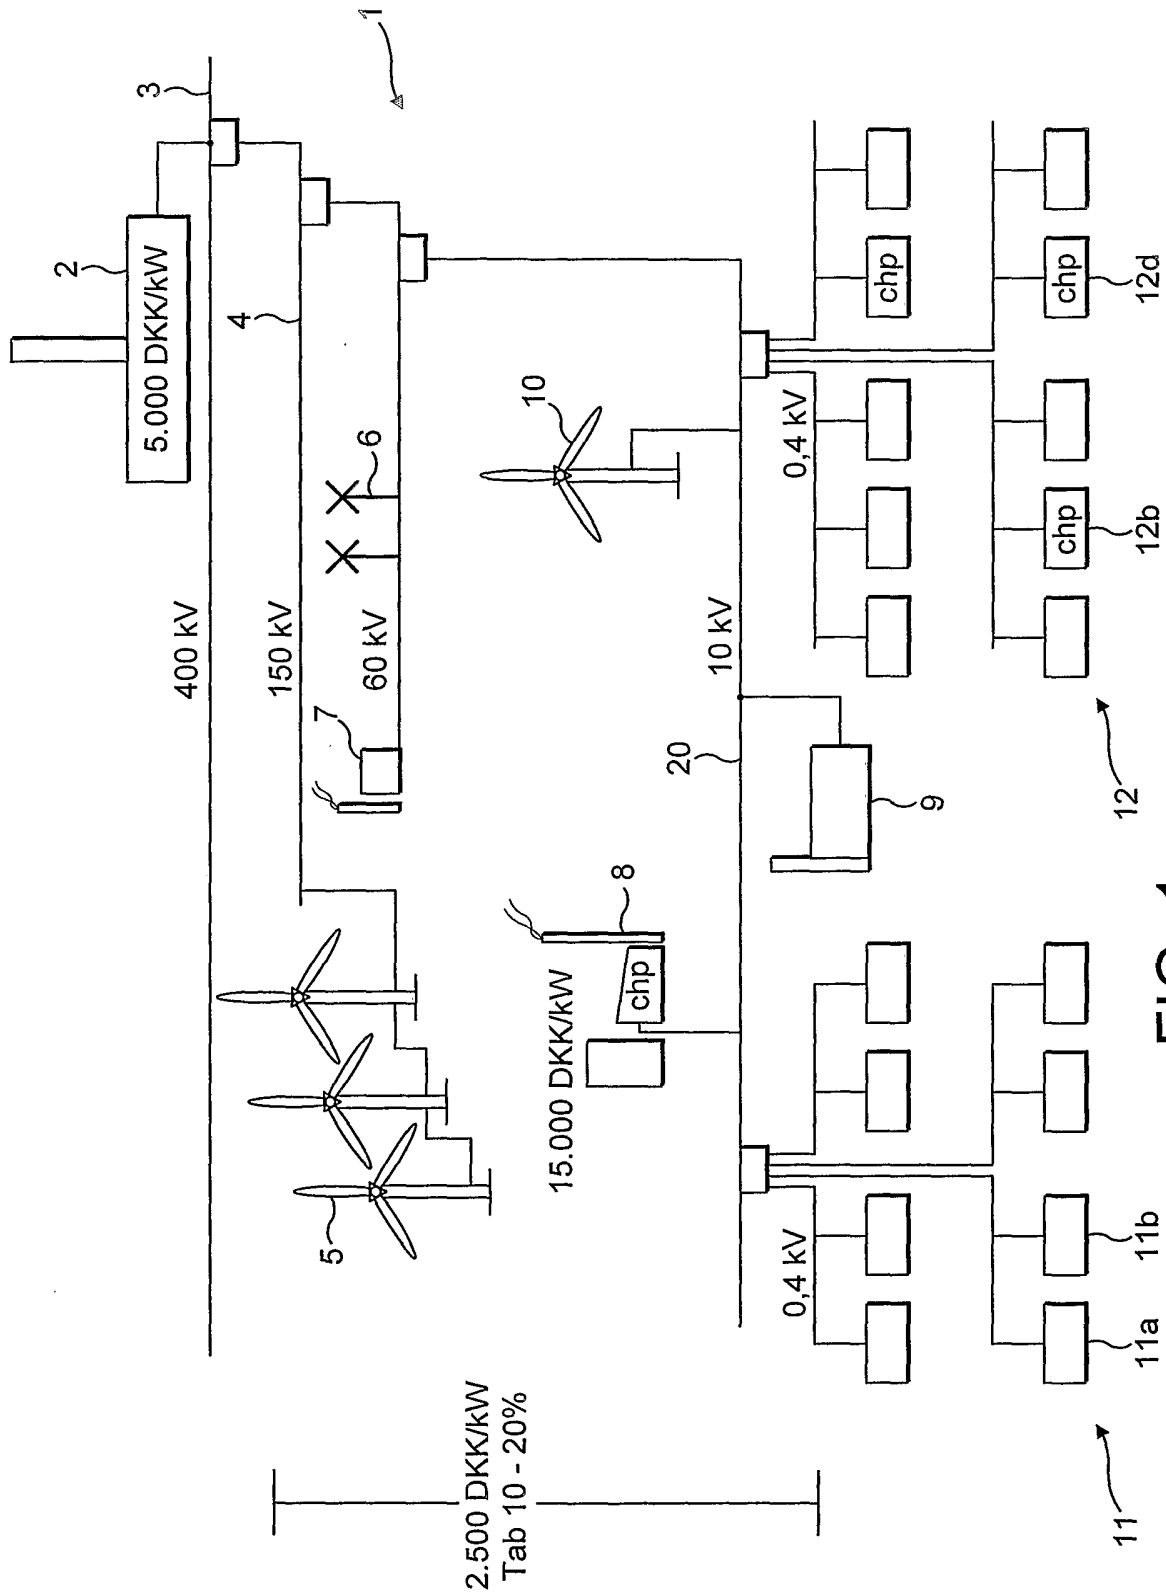 1
2
3
5.000 DKK/kW
4
400 kV
150 kV
6
60 kV
7
5
10
15.000 DKK/kW
8
chp
2.500 DKK/kW
Tab 10 - 20%
10 kV
20
9
0,4 kV
0,4 kV
chp
chp
chp
11
11a
11b
12
12b
12d
FIG. 1